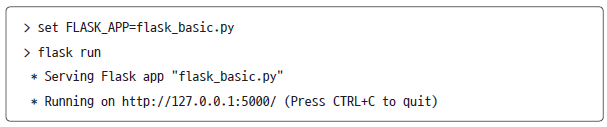 > set FLASK_APP=flask_basic.py
> flask run
* Serving Flask app "flask_basic.py"
* Running on http://127.0.0.1:5000/ (Press CTRL+C to quit)